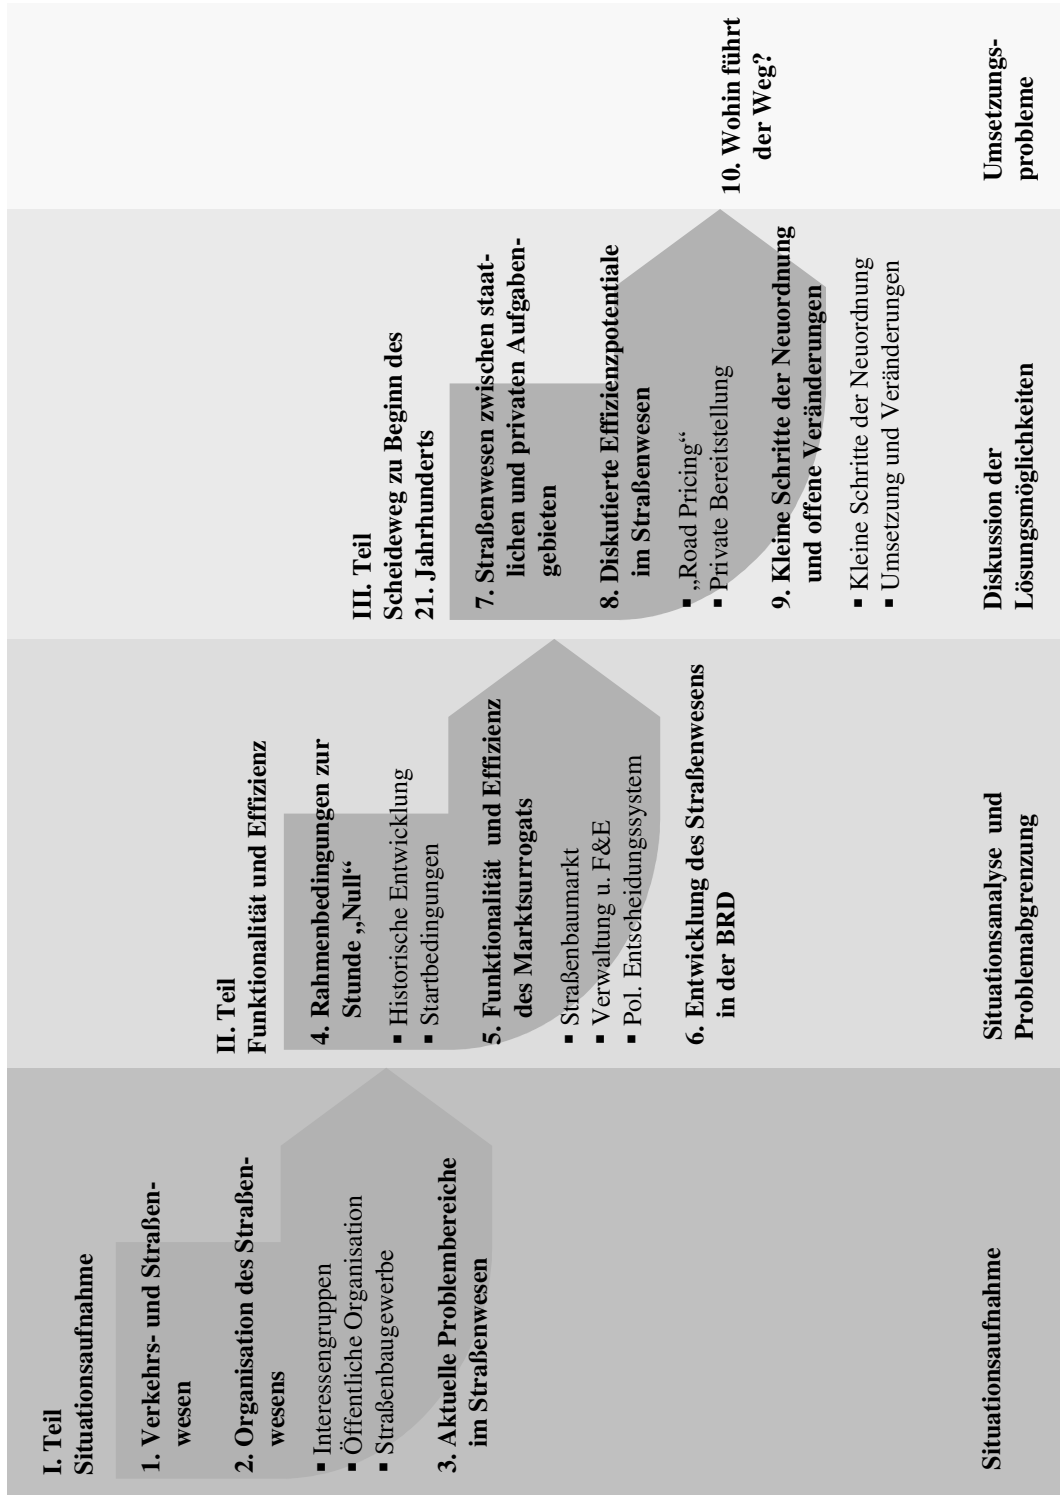 I. Teil
Situationsaufnahme
1. Verkehrs- und Straßen-
wesen
2. Organisation des Straßen-
wesens
▪ Interessengruppen
▪ Öffentliche Organisation
▪ Straßenbaugewerbe
3. Aktuelle Problembereiche
im Straßenwesen
Situationsaufnahme
II. Teil
Funktionalität und Effizienz
4. Rahmenbedingungen zur
Stunde „Null“
▪ Historische Entwicklung
▪ Startbedingungen
5. Funktionalität und Effizienz
des Marktsurrogats
▪ Straßenbaumarkt
▪ Verwaltung u. F&E
▪ Pol. Entscheidungssystem
6. Entwicklung des Straßenwesens
in der BRD
Situationsanalyse und
Problemabgrenzung
III. Teil
Scheideweg zu Beginn des
21. Jahrhunderts
7. Straßenwesen zwischen staat-
lichen und privaten Aufgaben-
gebieten
8. Diskutierte Effizienzpotentiale
im Straßenwesen
▪ „Road Pricing“
▪ Private Bereitstellung
9. Kleine Schritte der Neuordnung
und offene Veränderungen
▪ Kleine Schritte der Neuordnung
▪ Umsetzung und Veränderungen
Diskussion der
Lösungsmöglichkeiten
10. Wohin führt
der Weg?
Umsetzungs-
probleme